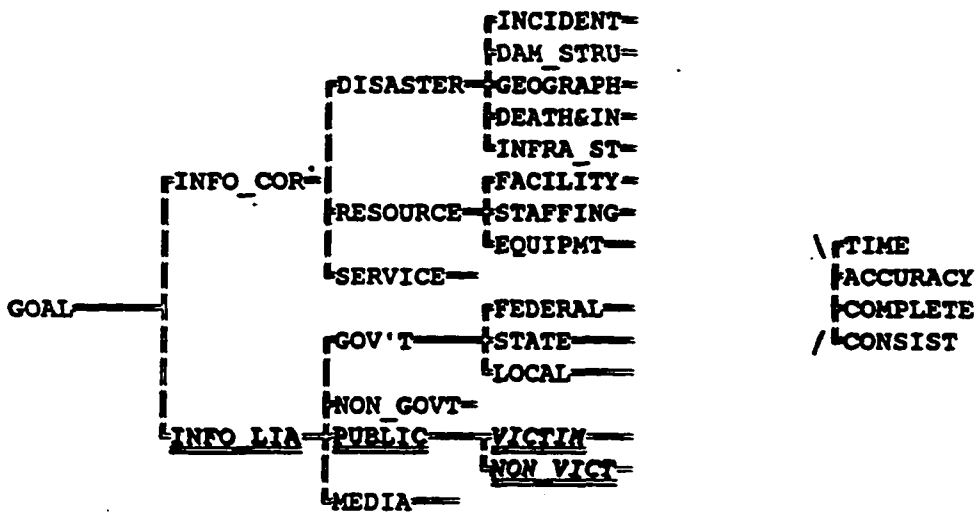 INCIDENT
DAM_STRU
DISASTER GEOGRAPH
DEATH&IN
INFRA_ST
INFO_COR FACILITY
RESOURCE STAFFING
EQUIPMT \ TIME
SERVICE ACCURACY
GOAL FEDERAL COMPLETE
GOV'T STATE / CONSIST
LOCAL
NON_GOVT
INFO_LIA PUBLIC VICTIM
NON_VICT
MEDIA